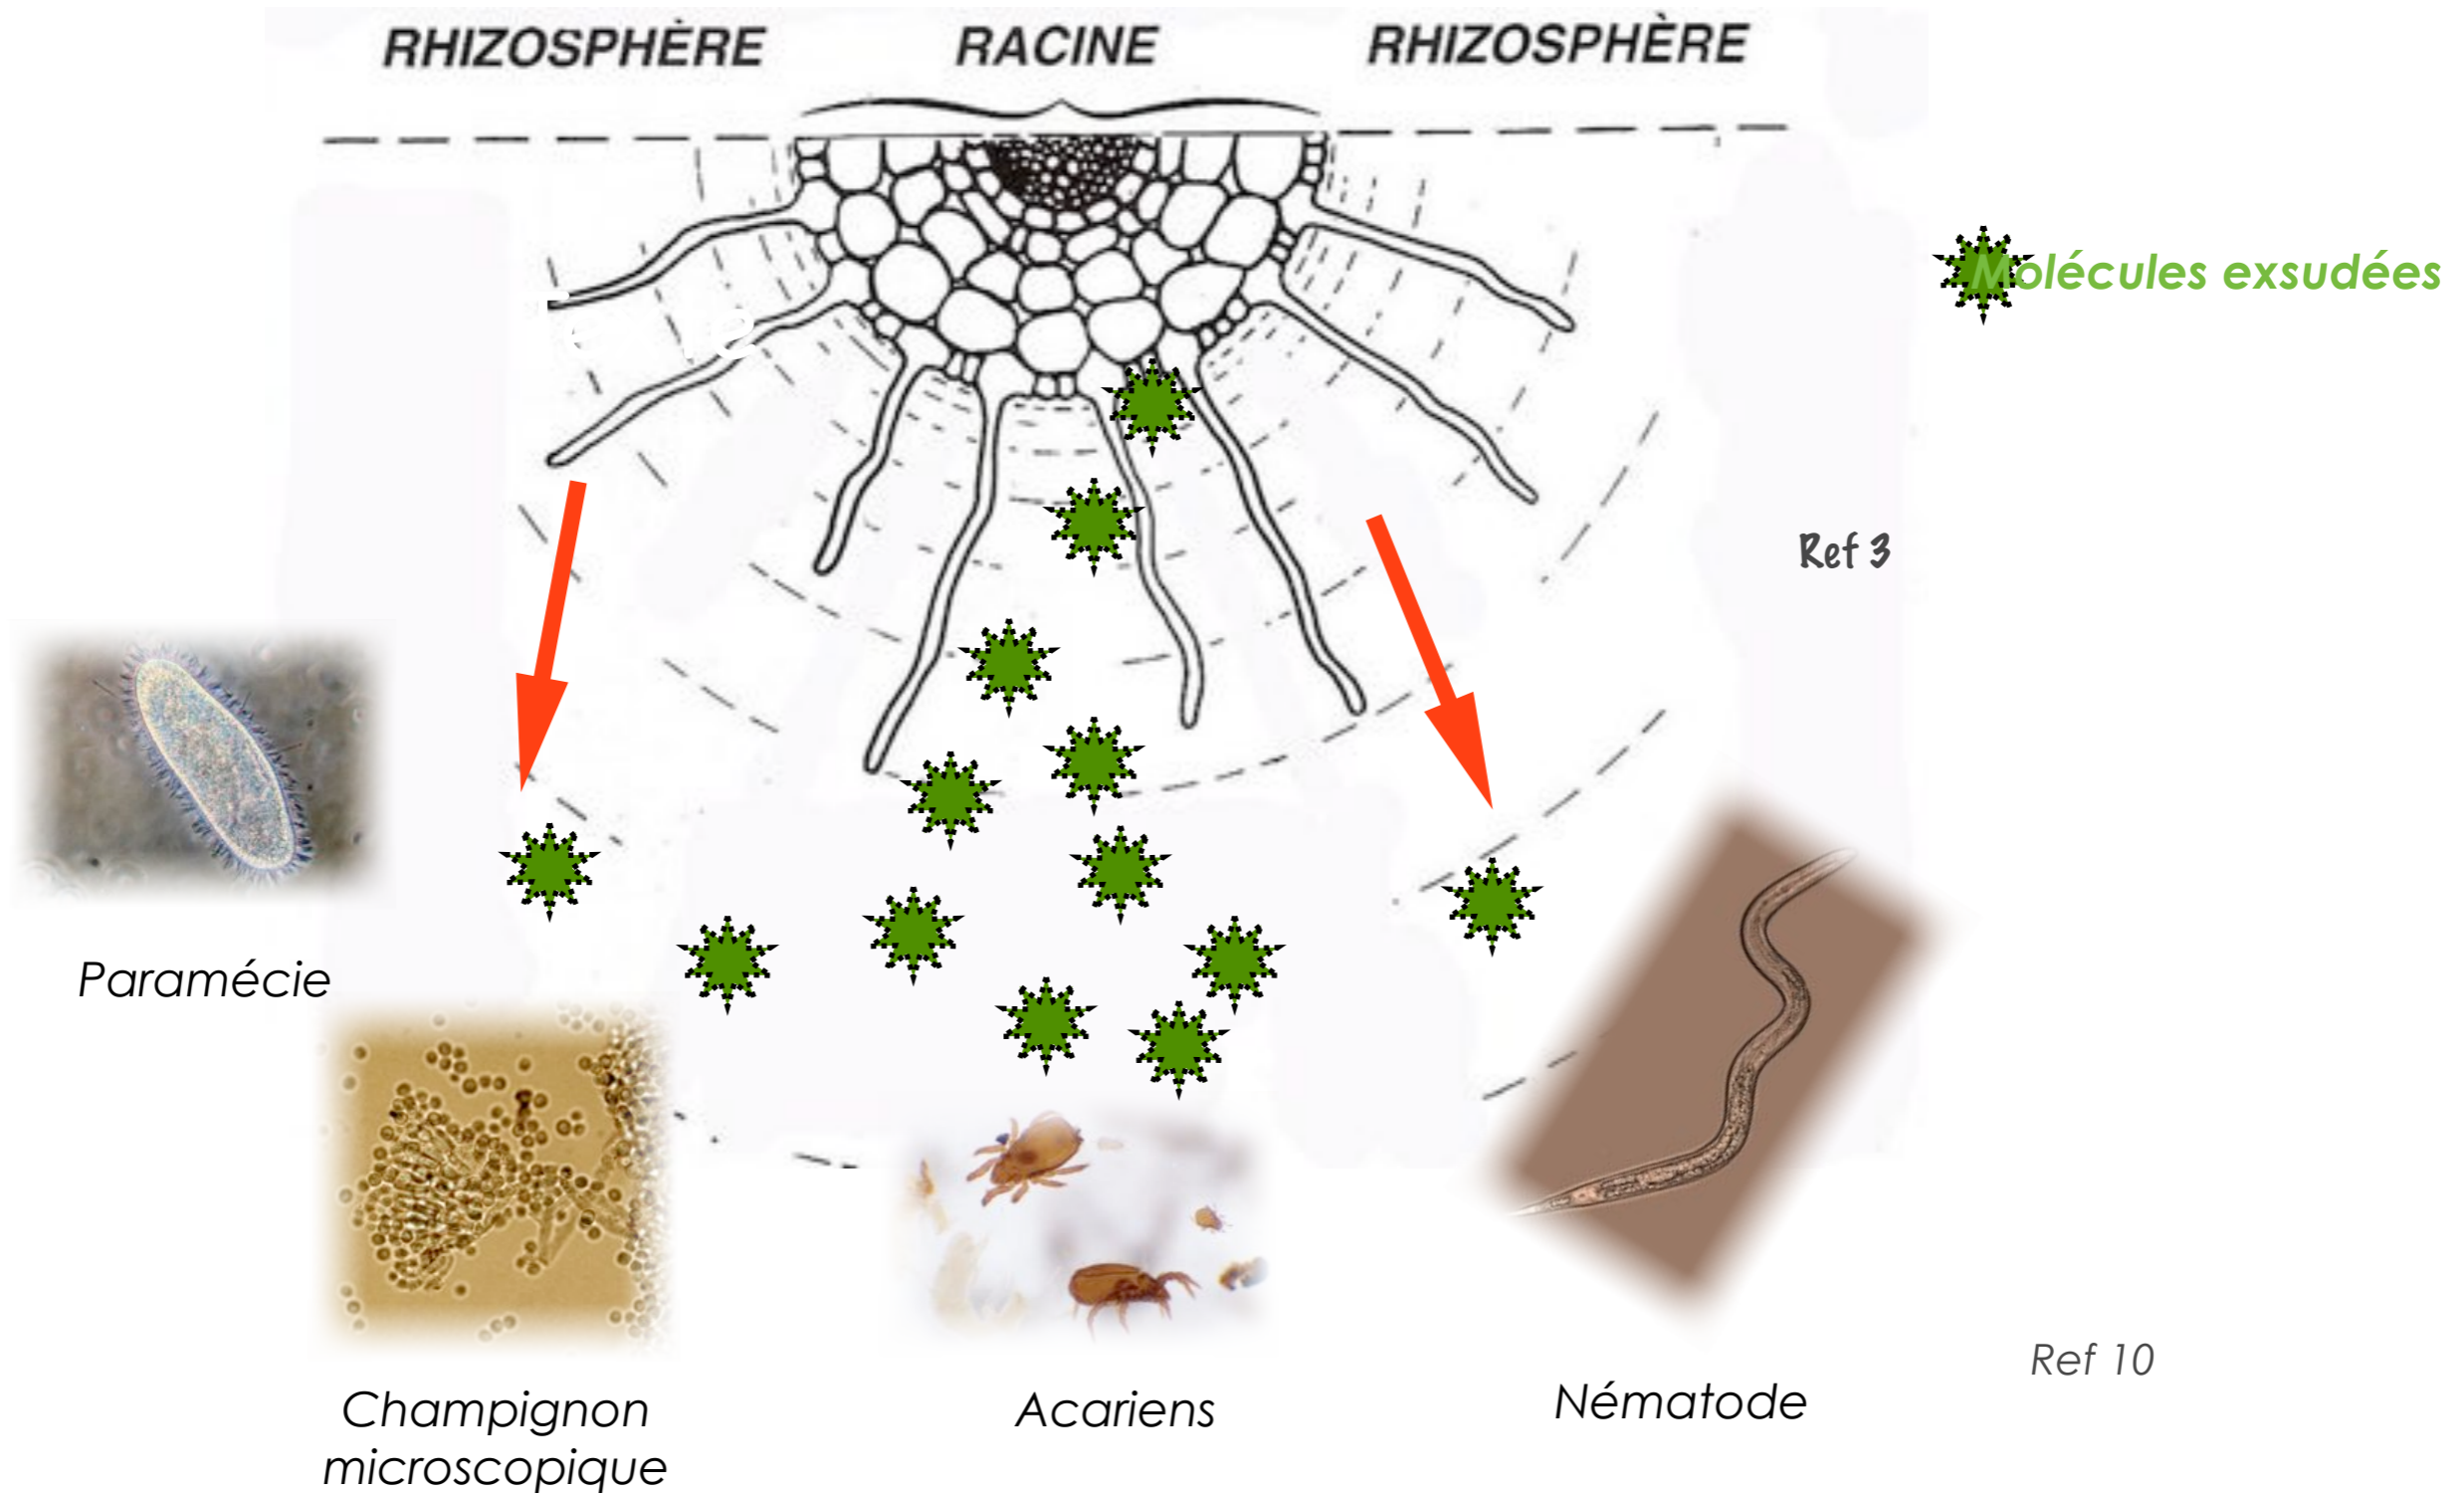 RHIZOSPHÈRE RACINE RHIZOSPHÈRE
Molécules exsudées
Ref 3
Paramécie
Champignon
microscopique
Acariens
Nématode
Ref 10